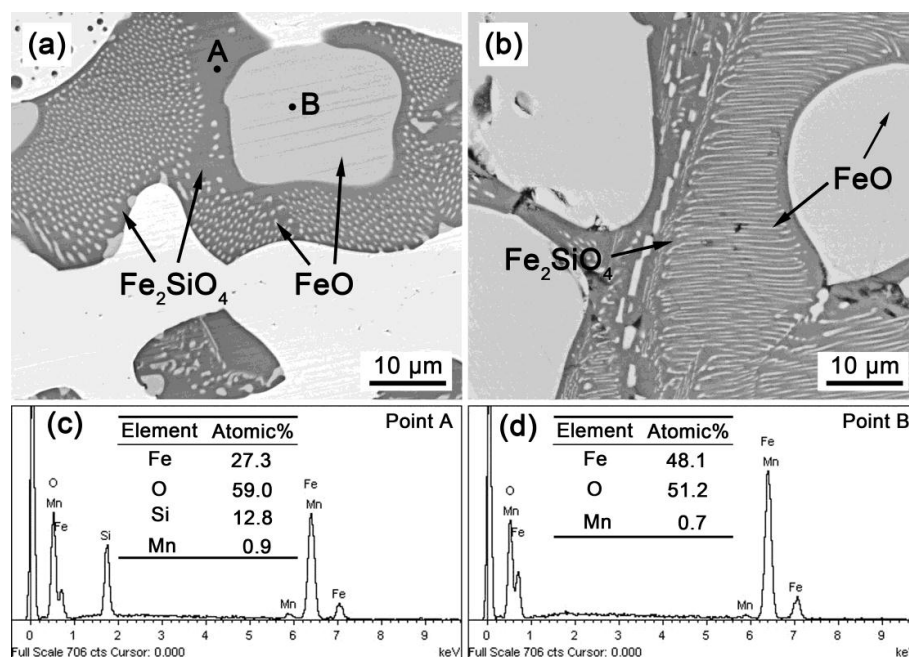 (a)
A
B
Fe2SiO4
FeO
10 µm
(b)
FeO
Fe2SiO4
10 µm
(c)
Point A
Element Atomic%
Fe 27.3
O 59.0
Si 12.8
Mn 0.9
O
Mn
Fe
Si
Fe
Mn
Mn
Fe
0 1 2 3 4 5 6 7 8 9
Full Scale 706 cts Cursor: 0.000 keV
(d)
Point B
Element Atomic%
Fe 48.1
O 51.2
Mn 0.7
O
Mn
Fe
Fe
Mn
Mn
Fe
0 1 2 3 4 5 6 7 8 9
Full Scale 706 cts Cursor: 0.000 ke